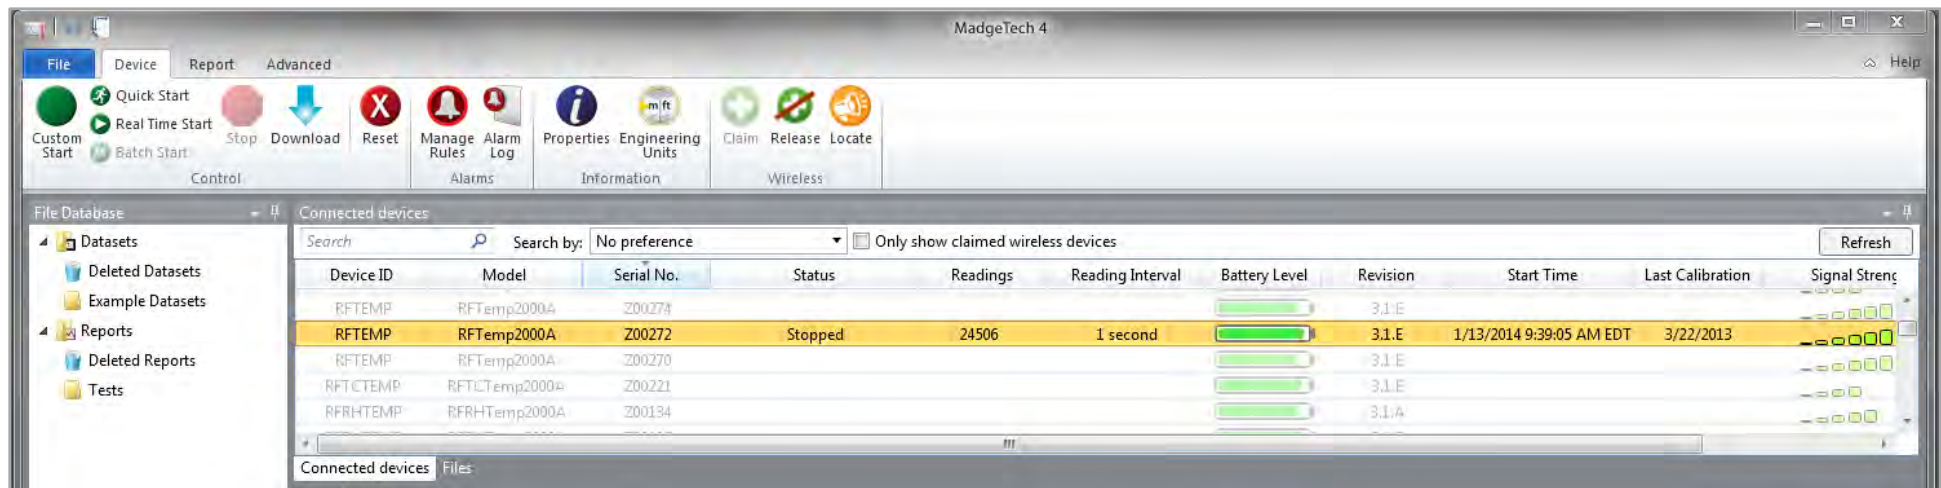 MadgeTech 4
File Device Report Advanced Help
Custom Start
Quick Start
Real Time Start
Batch Start
Stop
Download
Reset
Manage Rules
Alarm Log
Properties
Engineering Units
m ft
Claim
Release
Locate
Control Alarms Information Wireless
File Database
Datasets
Deleted Datasets
Example Datasets
Reports
Deleted Reports
Tests
Connected devices
Search Search by: No preference Only show claimed wireless devices Refresh
Device ID Model Serial No. Status Readings Reading Interval Battery Level Revision Start Time Last Calibration Signal Streng
RFTEMP RFTemp2000A Z00274 3.1.E
RFTEMP RFTemp2000A Z00272 Stopped 24506 1 second 3.1.E 1/13/2014 9:39:05 AM EDT 3/22/2013
RFTEMP RFTemp2000A Z00270 3.1.E
RFTCTEMP RFTCTemp2000A Z00221 3.1.E
RFRHTEMP RFRHTemp2000A Z00134 3.1.A
Connected devices Files